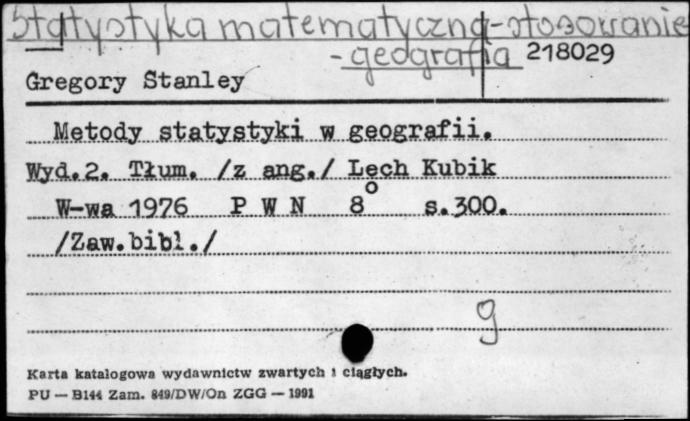 Statystyka matematyczna-stosowanie
-geografia 218029
Gregory Stanley
Metody statystyki w geografii.
Wyd.2. Tłum. /z ang./ Lech Kubik
W-wa 1976 P W N 8° s.300.
/Zaw.bibl./
g
Karta katalogowa wydawnictw zwartych i ciągłych.
PU — B144 Zam. 849/DW/On ZGG — 1991